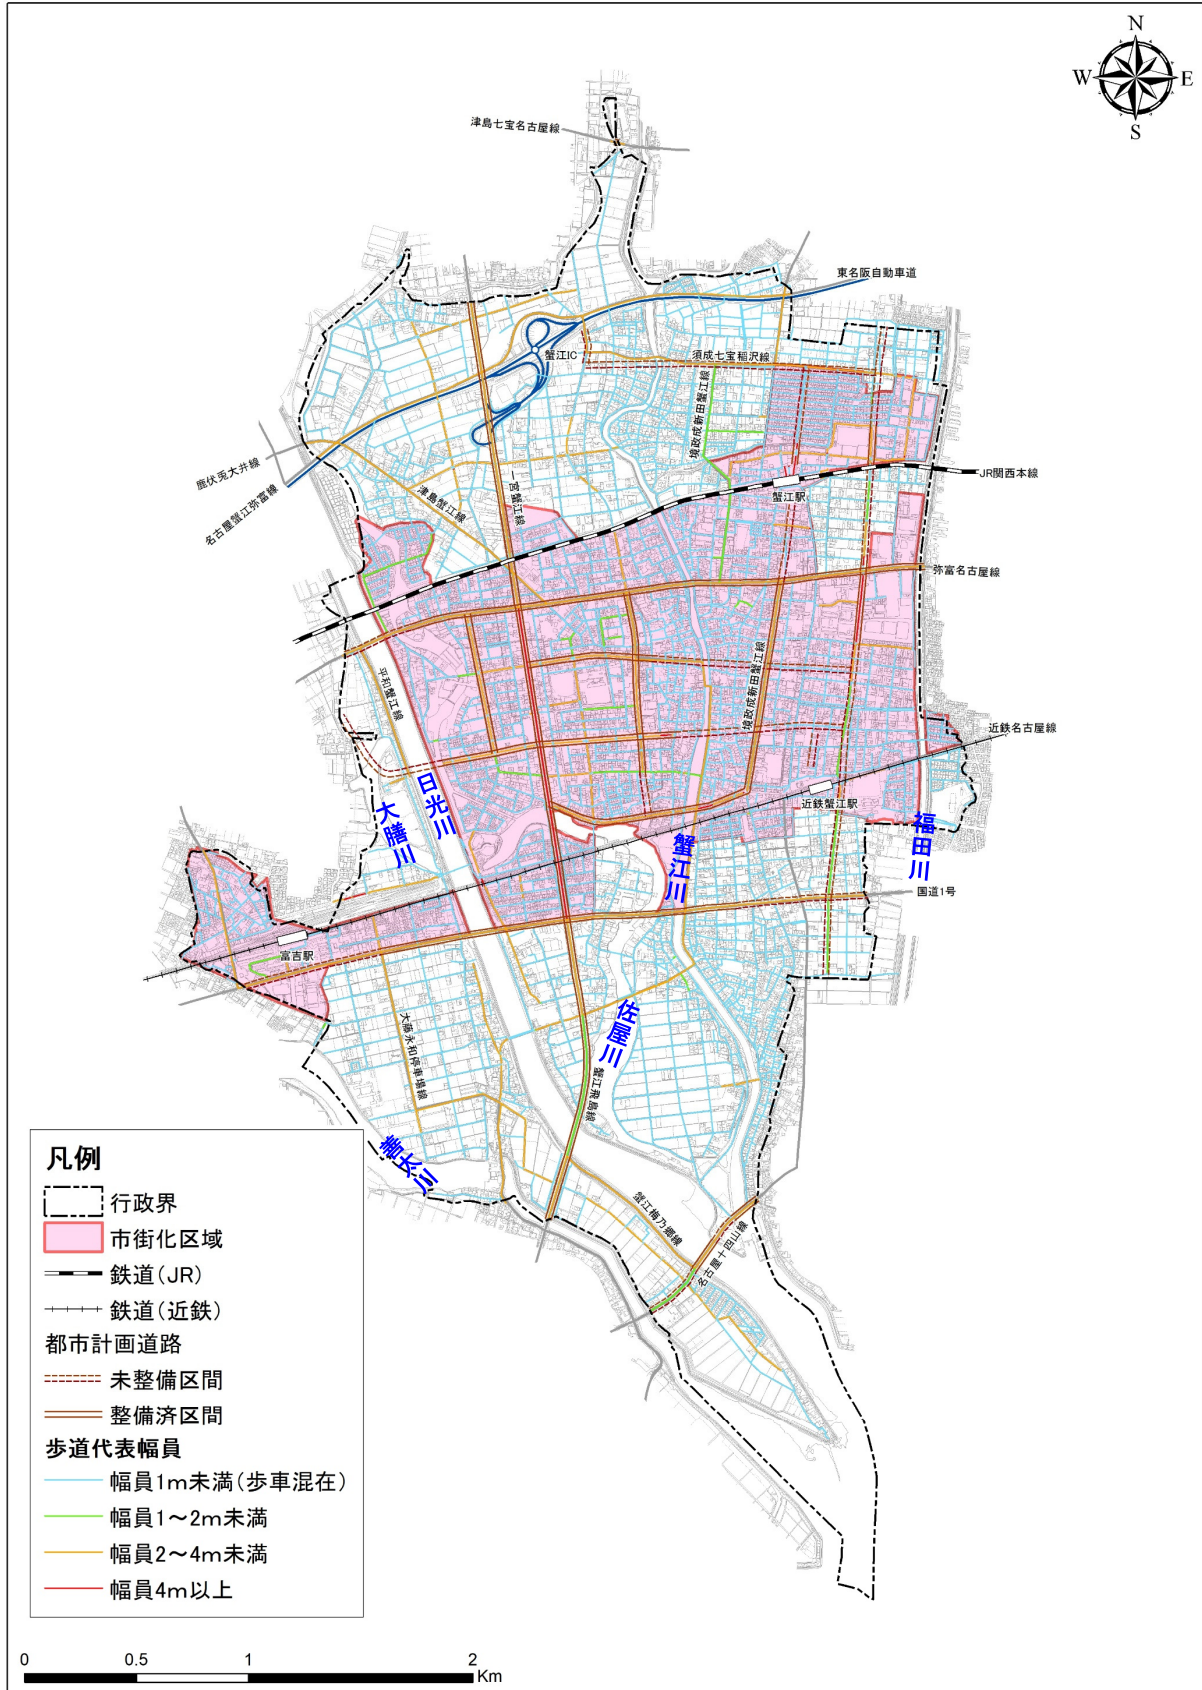 N
W
E
S
津島七宝名古屋線
東名阪自動車道
蟹江IC
須成七宝稲沢線
境政成新田蟹江線
鹿伏兎大井線
名古屋蟹江弥富線
津島蟹江線
一宮蟹江線
JR関西本線
蟹江駅
弥富名古屋線
平和蟹江線
境政成新田蟹江線
近鉄名古屋線
日光川
大膳川
近鉄蟹江駅
福田川
蟹江川
国道1号
富吉駅
大藤永和停車場線
佐屋川
蟹江飛島線
善太川
蟹江梅乃郷線
名古屋十四山線
凡例
行政界
市街化区域
鉄道(JR)
鉄道(近鉄)
都市計画道路
未整備区間
整備済区間
歩道代表幅員
幅員1m未満(歩車混在)
幅員1~2m未満
幅員2~4m未満
幅員4m以上
0 0.5 1 2
Km